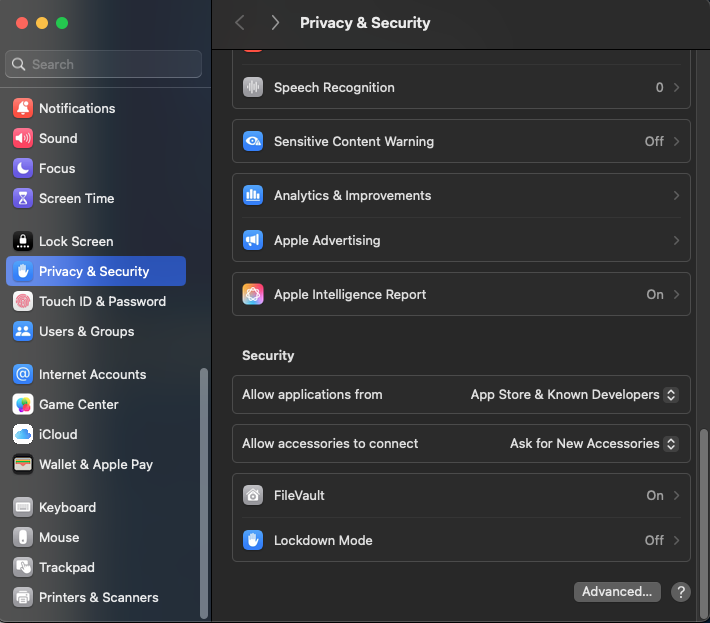 Privacy & Security
Search
Notifications
Sound
Focus
Screen Time
Lock Screen
Privacy & Security
Touch ID & Password
Users & Groups
Internet Accounts
Game Center
iCloud
Wallet & Apple Pay
Keyboard
Mouse
Trackpad
Printers & Scanners
Speech Recognition 0
Sensitive Content Warning Off
Analytics & Improvements
Apple Advertising
Apple Intelligence Report On
Security
Allow applications from App Store & Known Developers
Allow accessories to connect Ask for New Accessories
FileVault On
Lockdown Mode Off
Advanced... ?